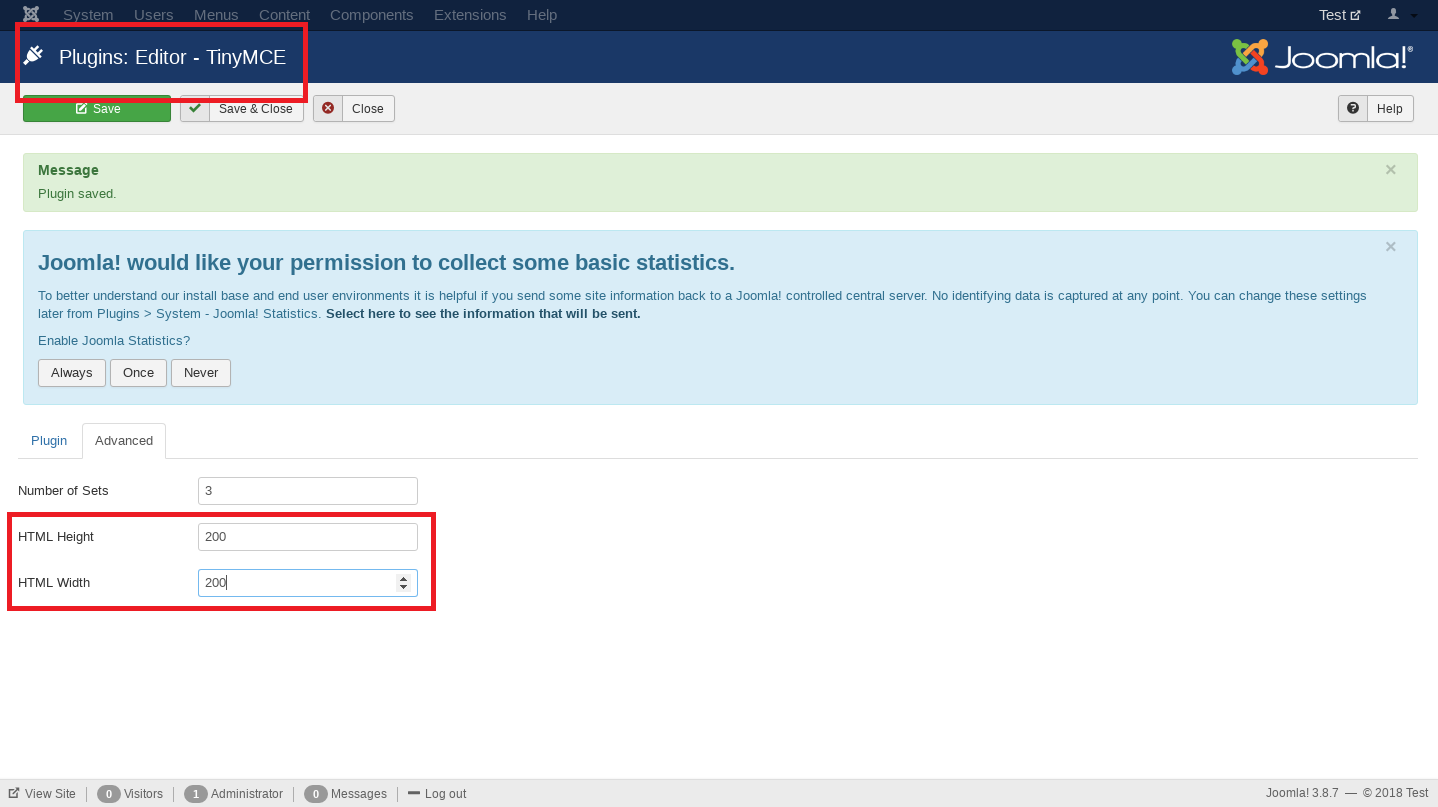 System Users Menus Content Components Extensions Help Test
Plugins: Editor - TinyMCE Joomla!®
Save Save & Close Close Help
Message ×
Plugin saved.
Joomla! would like your permission to collect some basic statistics. ×
To better understand our install base and end user environments it is helpful if you send some site information back to a Joomla! controlled central server. No identifying data is captured at any point. You can change these settings
later from Plugins > System - Joomla! Statistics. Select here to see the information that will be sent.
Enable Joomla Statistics?
Always Once Never
Plugin Advanced
Number of Sets 3
HTML Height 200
HTML Width 200
View Site 0 Visitors 1 Administrator 0 Messages Log out Joomla! 3.8.7 — © 2018 Test